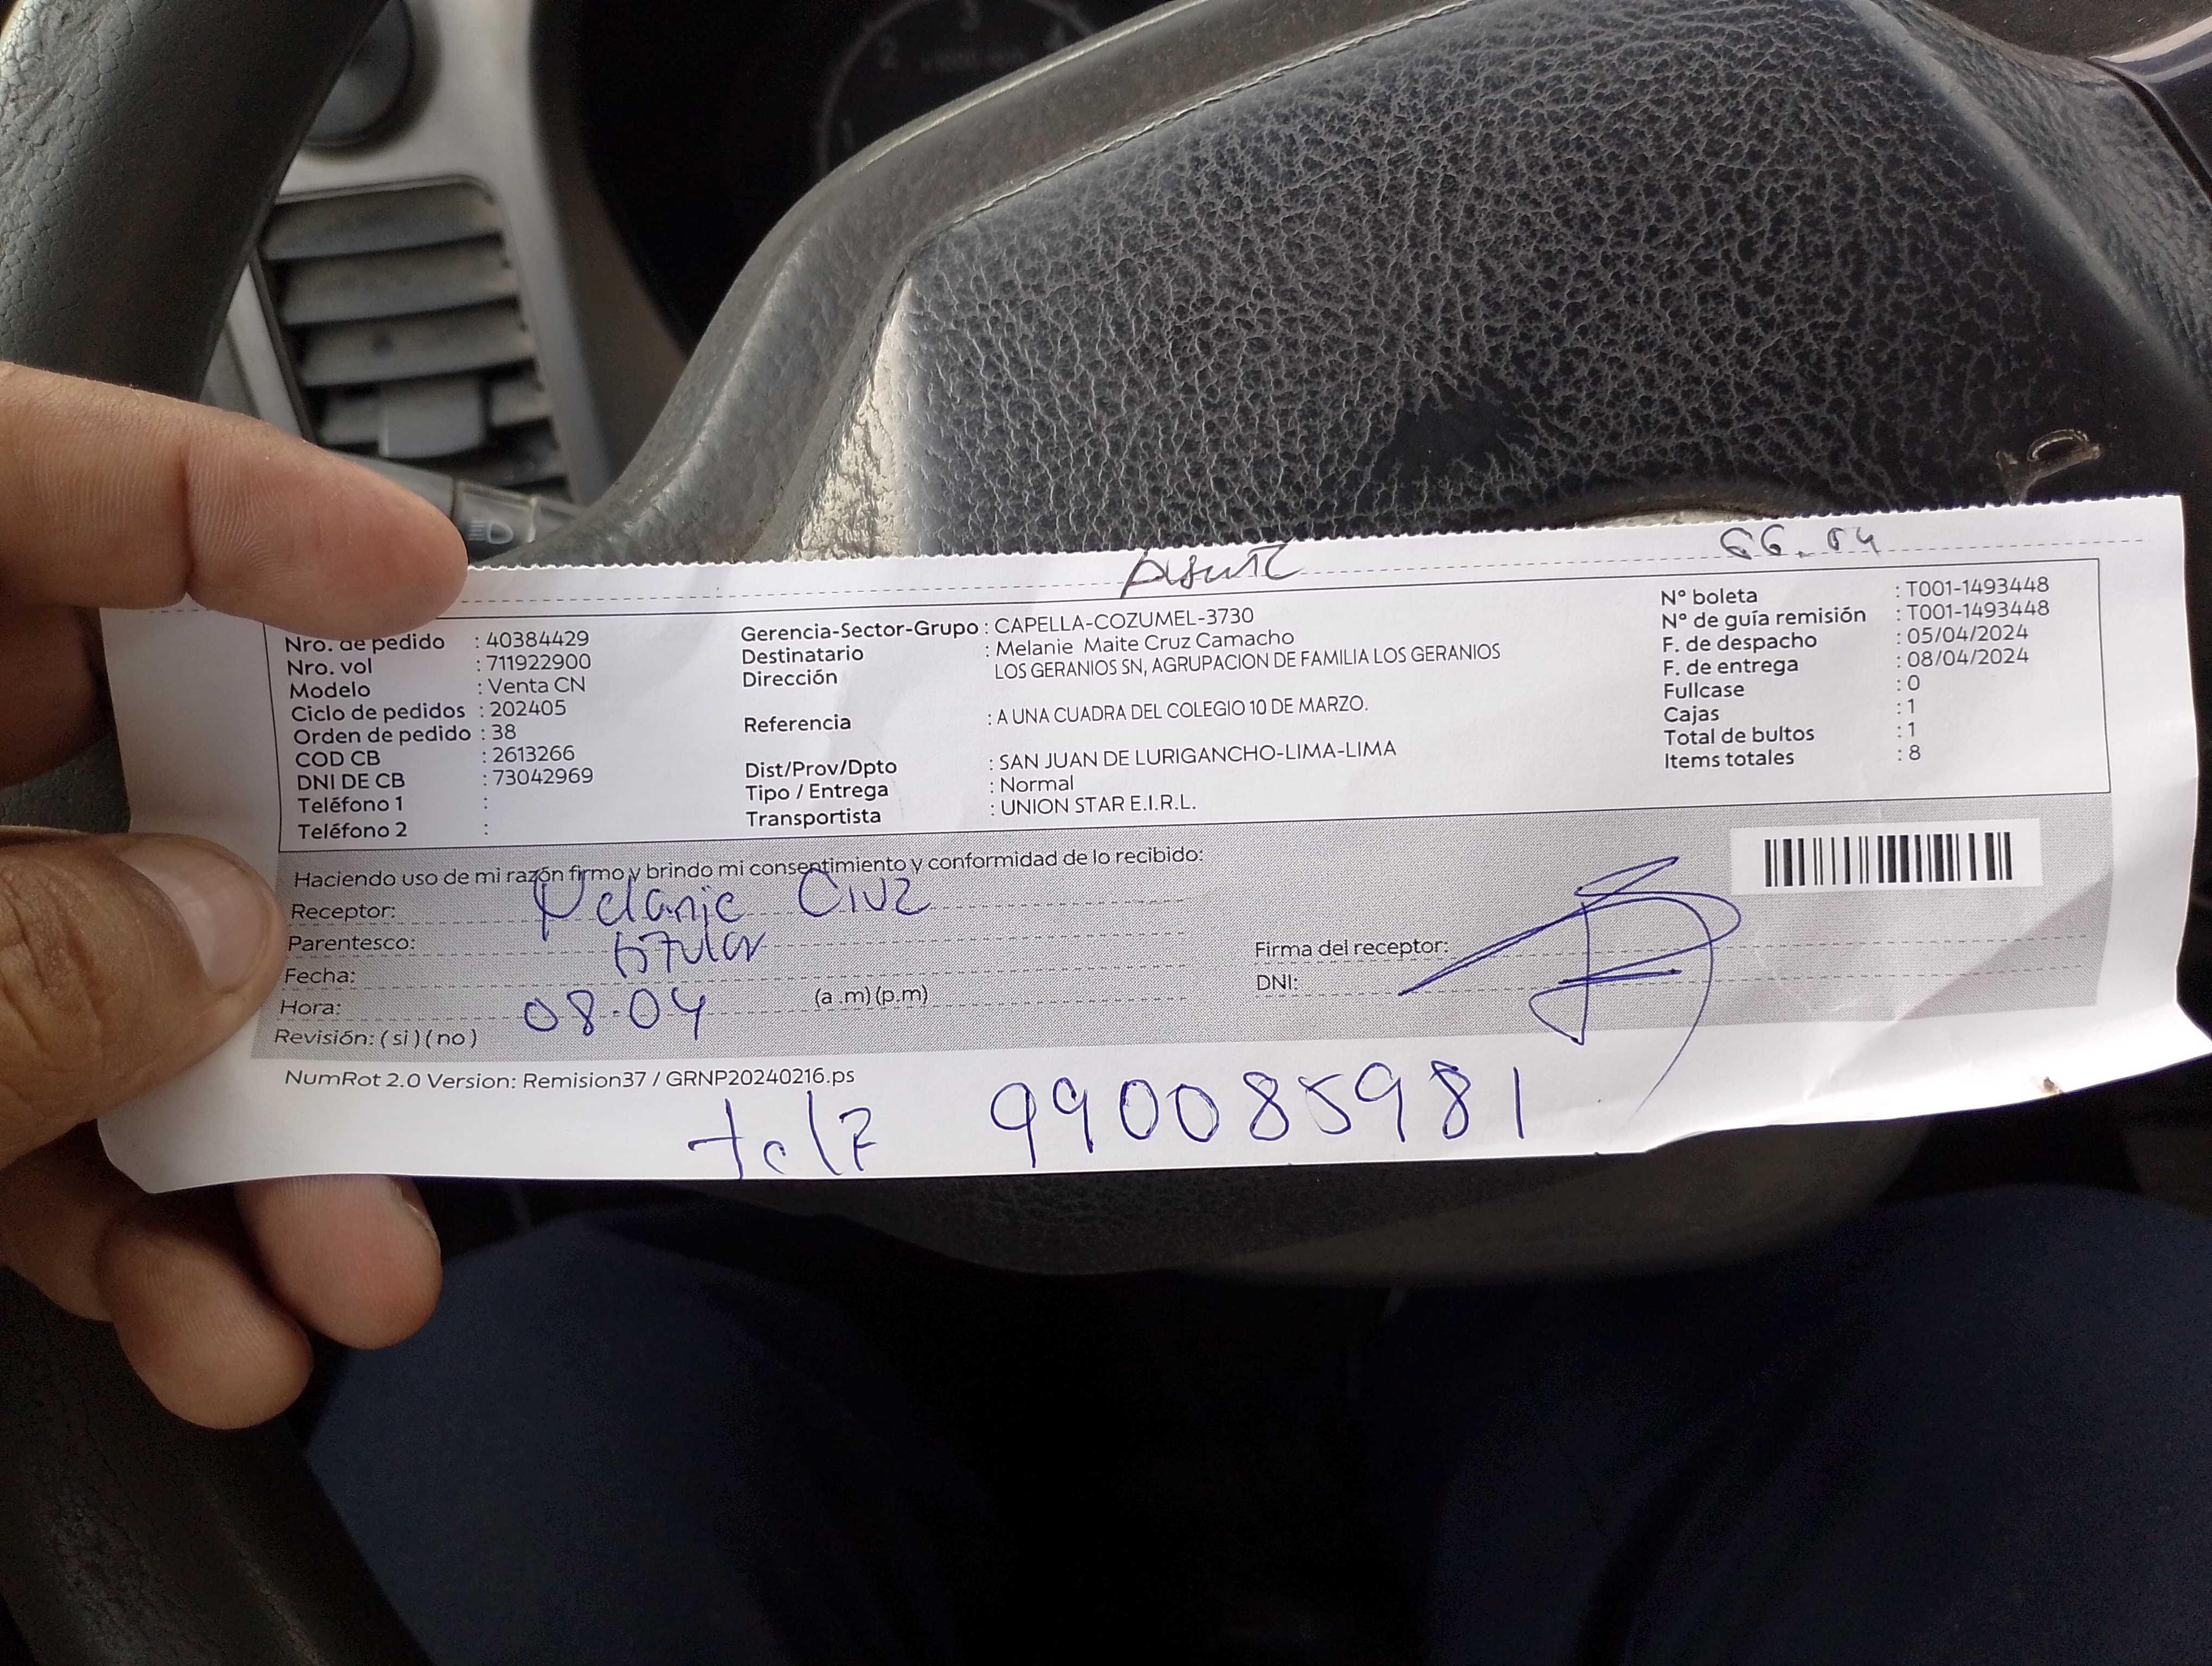 2 3 4
1
06.04
Nro. de pedido : 40384429
Nro. vol : 711922900
Modelo : Venta CN
Ciclo de pedidos : 202405
Orden de pedido : 38
COD CB : 2613266
DNI DE CB : 73042969
Teléfono 1 :
Teléfono 2 :
Gerencia-Sector-Grupo : CAPELLA-COZUMEL-3730
Destinatario : Melanie Maite Cruz Camacho
Dirección LOS GERANIOS SN, AGRUPACION DE FAMILIA LOS GERANIOS
Referencia : A UNA CUADRA DEL COLEGIO 10 DE MARZO.
Dist/Prov/Dpto : SAN JUAN DE LURIGANCHO-LIMA-LIMA
Tipo / Entrega : Normal
Transportista : UNION STAR E.I.R.L.
N° boleta : T001-1493448
N° de guía remisión : T001-1493448
F. de despacho : 05/04/2024
F. de entrega : 08/04/2024
Fullcase : 0
Cajas : 1
Total de bultos : 1
Items totales : 8
Haciendo uso de mi razón firmo y brindo mi consentimiento y conformidad de lo recibido:
Receptor: Melanie Cruz
Parentesco: titular
Fecha:
Hora: 08.04 (a .m) (p.m)
Revisión: ( si ) ( no )
Firma del receptor:
DNI:
NumRot 2.0 Version: Remision37 / GRNP20240216.ps
telf 990085981